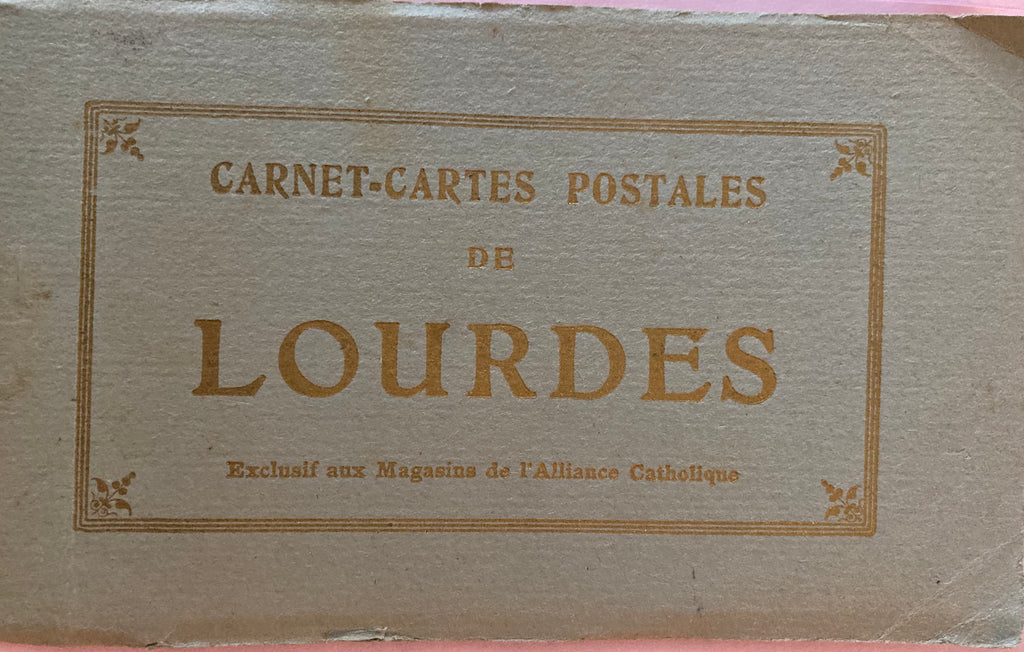 CARNET-CARTES POSTALES
DE
LOURDES
Exclusif aux Magasins de l'Alliance Catholique